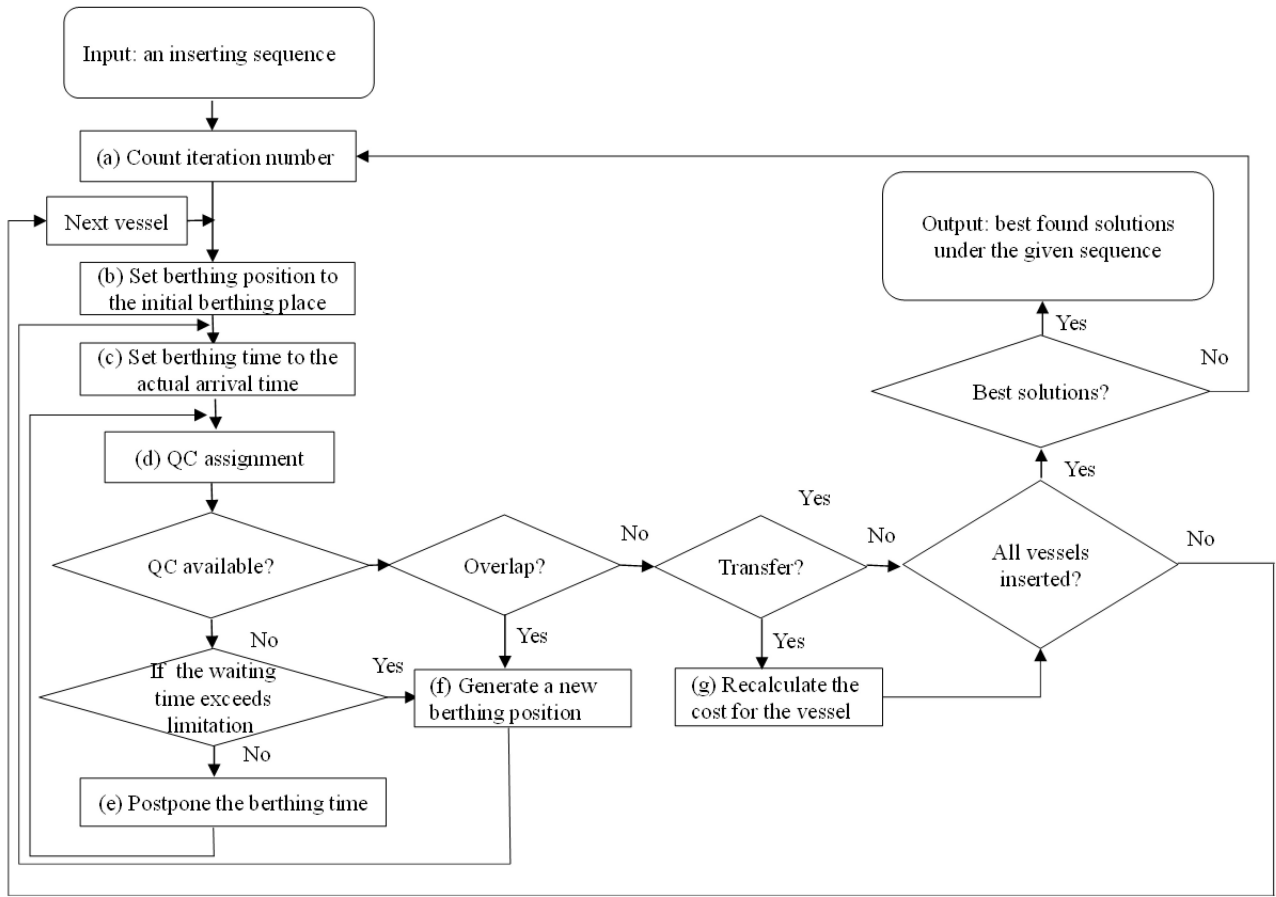 Input: an inserting sequence
(a) Count iteration number
Next vessel
(b) Set berthing position to
the initial berthing place
(c) Set berthing time to the
actual arrival time
(d) QC assignment
QC available?
No
If the waiting
time exceeds
limitation
Yes
No
(e) Postpone the berthing time
Overlap?
No
Yes
(f) Generate a new
berthing position
Yes
Transfer?
No
Yes
(g) Recalculate the
cost for the vessel
All vessels
inserted?
No
Yes
Best solutions?
No
Yes
Output: best found solutions
under the given sequence